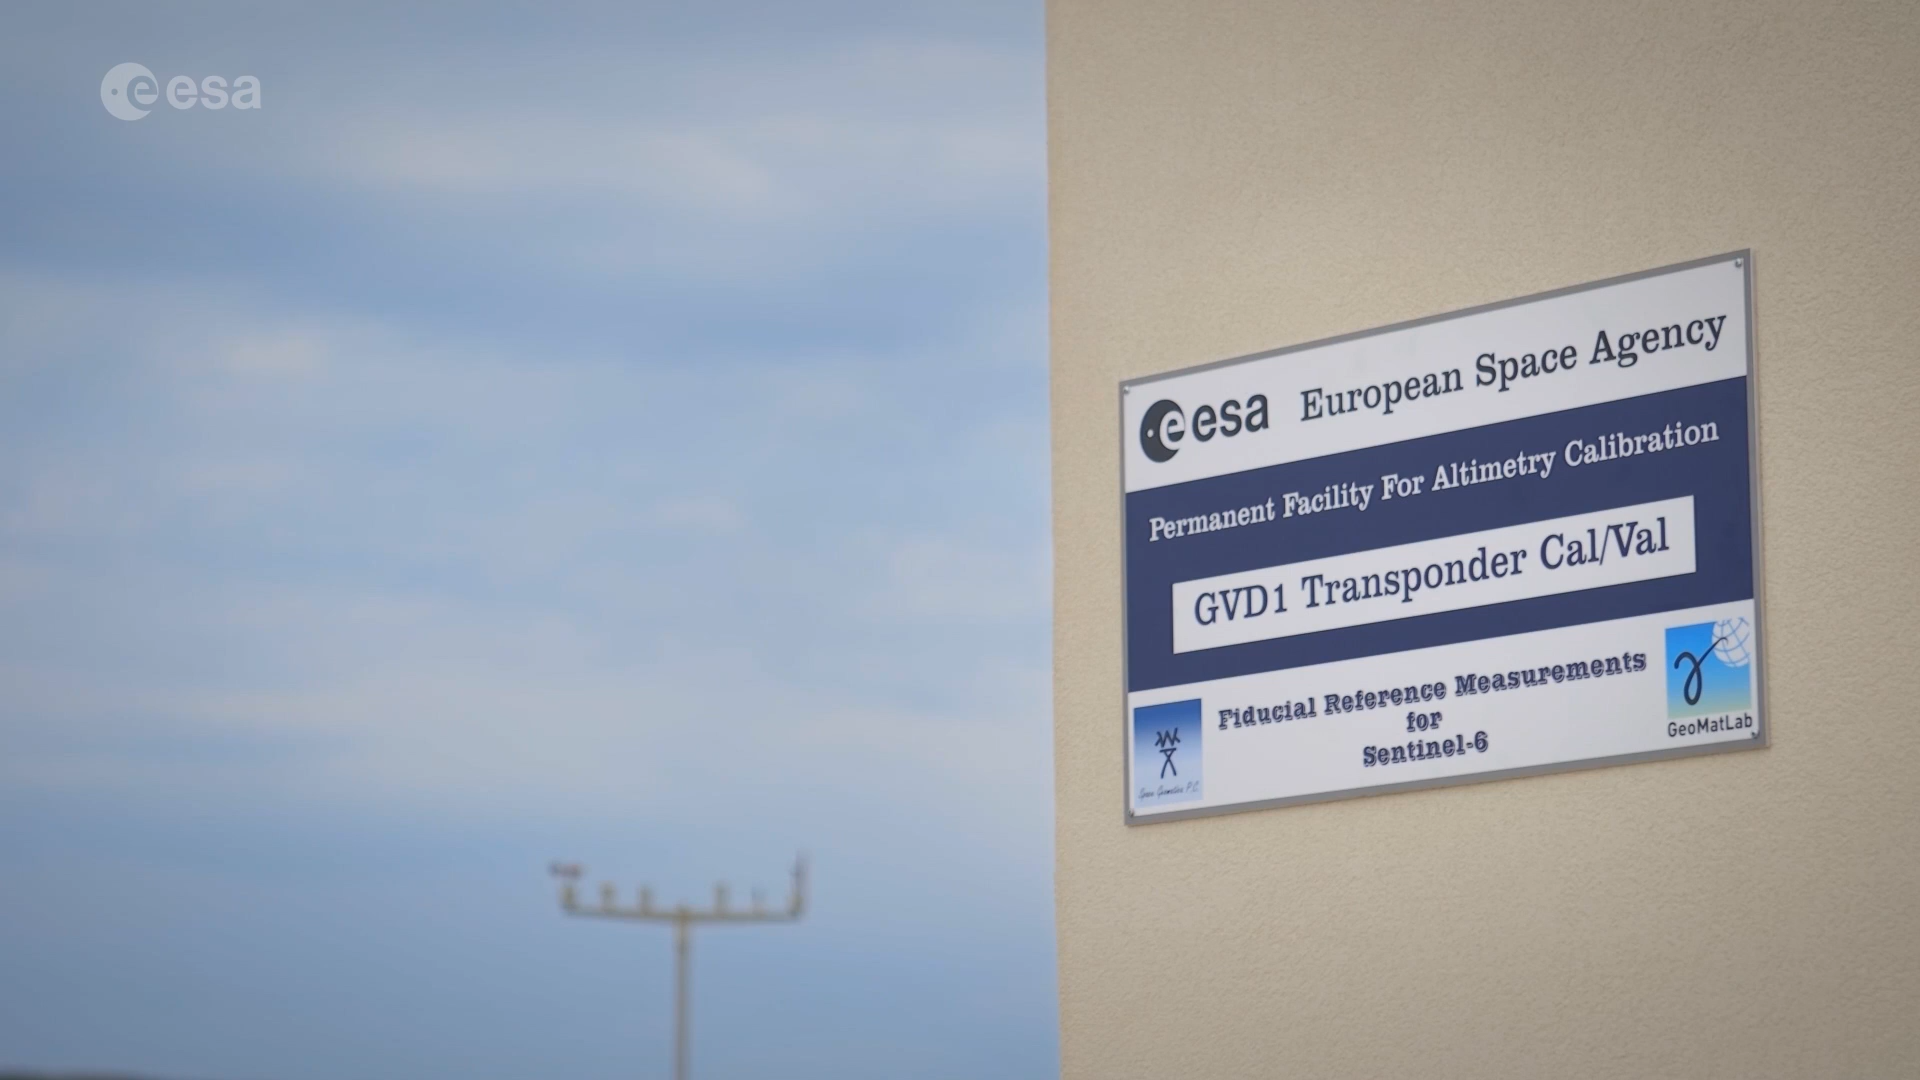 esa
esa European Space Agency
Permanent Facility For Altimetry Calibration
GVD1 Transponder Cal/Val
Fiducial Reference Measurements
for
Sentinel-6
GeoMatLab